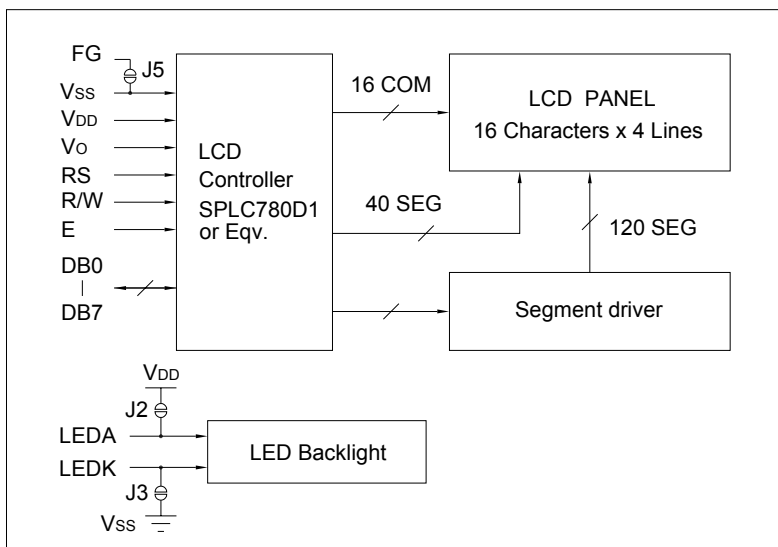 FG
J5
VSS
VDD
VO
RS
R/W
E
DB0
DB7
LCD
Controller
SPLC780D1
or Eqv.
16 COM
40 SEG
LCD PANEL
16 Characters x 4 Lines
120 SEG
Segment driver
VDD
J2
LEDA
LEDK
J3
VSS
LED Backlight